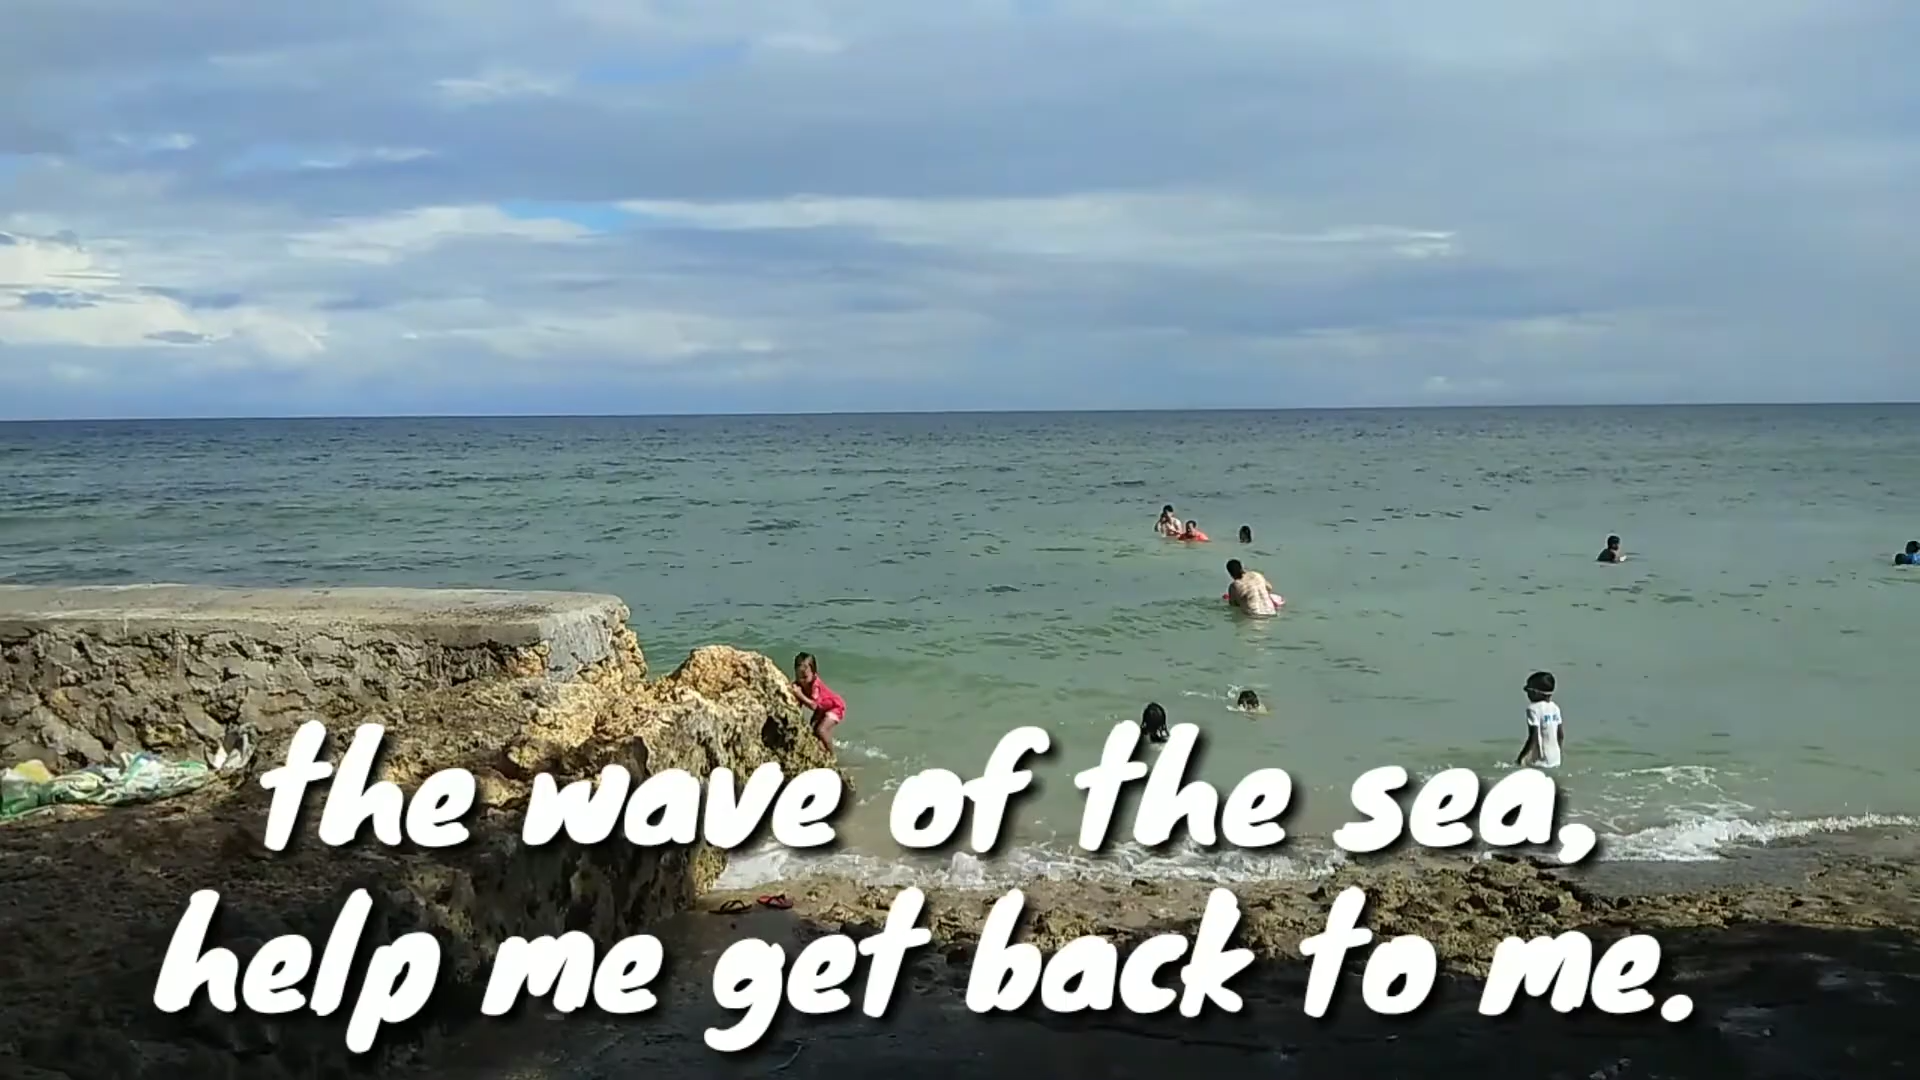 the wave of the sea,
help me get back to me.